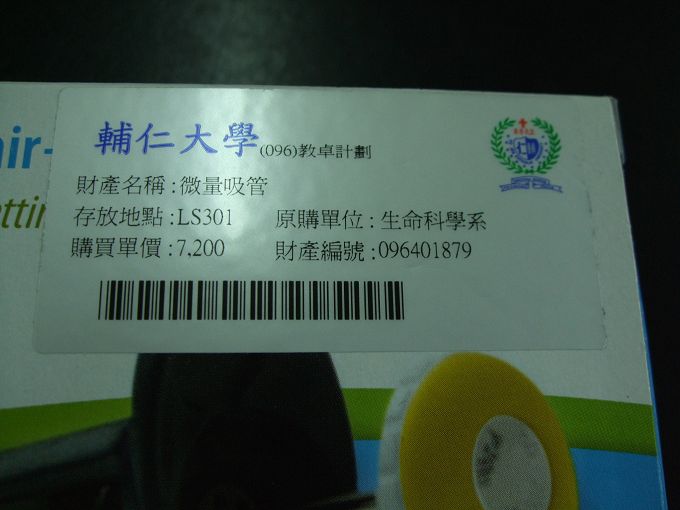 輔仁大學(096)教卓計劃
財產名稱:微量吸管
存放地點:LS301 原購單位:生命科學系
購買單價:7,200 財產編號:096401879